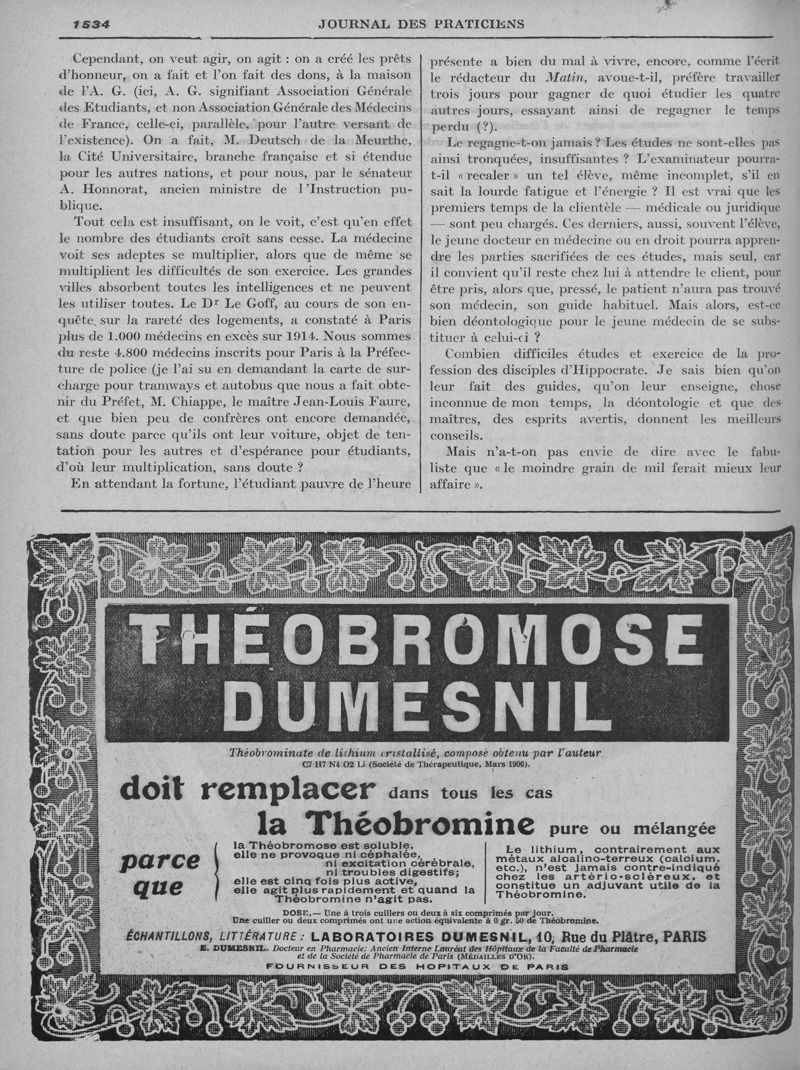 1534
JOURNAL DES PRATICIENS
Cependant, on veut agir, on agit : on a créé les prêts
d'honneur, on a fait et l'on fait des dons, à la maison
de l'A. G. (ici, A. G. signifiant Association Générale
des Etudiants, et non Association Générale des Médecins
de France, celle-ci, parallèle, pour l'autre versant de
l'existence). On a fait, M. Deutsch de la Meurthe,
la Cité Universitaire, branche française et si étendue
pour les autres nations, et pour nous, par le sénateur
A. Honnorat, ancien ministre de l'Instruction pu-
blique.
Tout cela est insuffisant, on le voit, c'est qu'en effet
le nombre des étudiants croît sans cesse. La médecine
voit ses adeptes se multiplier, alors que de même se
multiplient les difficultés de son exercice. Les grandes
villes absorbent toutes les intelligences et ne peuvent
les utiliser toutes. Le Dr Le Goff, au cours de son en-
quête sur la rareté des logements, a constaté à Paris
plus de 1.000 médecins en excès sur 1914. Nous sommes
du reste 4.800 médecins inscrits pour Paris à la Préfec-
ture de police (je l'ai su en demandant la carte de sur-
charge pour tramways et autobus que nous a fait obte-
nir du Préfet, M. Chiappe, le maître Jean-Louis Faure,
et que bien peu de confrères ont encore demandée,
sans doute parce qu'ils ont leur voiture, objet de ten-
tation pour les autres et d'espérance pour étudiants,
d'où leur multiplication, sans doute ?
En attendant la fortune, l'étudiant pauvre de l'heure
présente a bien du mal à vivre, encore, comme l'écrit
le rédacteur du Matin, avoue-t-il, préfère travailler
trois jours pour gagner de quoi étudier les quatre
autres jours, essayant ainsi de regagner le temps
perdu (?).
Le regagne-t-on jamais ? Les études ne sont-elles pas
ainsi tronquées, insuffisantes ? L'examinateur pourra-
t-il « recaler » un tel élève, même incomplet, s'il en
sait la lourde fatigue et l'énergie ? Il est vrai que les
premiers temps de la clientèle — médicale ou juridique
— sont peu chargés. Ces derniers, aussi, souvent l'élève,
le jeune docteur en médecine ou en droit pourra appren-
dre les parties sacrifiées de ces études, mais seul, car
il convient qu'il reste chez lui à attendre le client, pour
être pris, alors que, pressé, le patient n'aura pas trouvé
son médecin, son guide habituel. Mais alors, est-ce
bien déontologique pour le jeune médecin de se subs-
tituer à celui-ci ?
Combien difficiles études et exercice de la pro-
fession des disciples d'Hippocrate. Je sais bien qu'on
leur fait des guides, qu'on leur enseigne, chose
inconnue de mon temps, la déontologie et que des
maîtres, des esprits avertis, donnent les meilleurs
conseils.
Mais n'a-t-on pas envie de dire avec le fabu-
liste que « le moindre grain de mil ferait mieux leur
affaire ».
THÉOBROMOSE
DUMESNIL
Théobrominate de lithium cristallisé, composé obtenu par l'auteur
C7 H7 N4 O2 Li (Société de Thérapeutique, Mars 1906).
doit remplacer dans tous les cas
la Théobromine pure ou mélangée
parce
que
la Théobromose est soluble,
elle ne provoque ni céphalée,
ni excitation cérébrale,
ni troubles digestifs;
elle est cinq fois plus active,
elle agit plus rapidement et quand la
Théobromine n'agit pas.
Le lithium, contrairement aux
métaux alcalino-terreux (calcium,
etc.), n'est jamais contre-indiqué
chez les artério-scléreux, et
constitue un adjuvant utile de la
Théobromine.
DOSE.— Une à trois cuillers ou deux à six comprimés par jour.
Une cuiller ou deux comprimés ont une action équivalente à 0 gr. 50 de Théobromine.
ÉCHANTILLONS, LITTÉRATURE : LABORATOIRES DUMESNIL, 10, Rue du Plâtre, PARIS
E. DUMESNIL. Docteur en Pharmacie; Ancien Interne Lauréat des Hôpitaux de la Faculté de Pharmacie
et de la Société de Pharmacie de Paris (MÉDAILLES D'OR).
FOURNISSEUR DES HOPITAUX DE PARIS